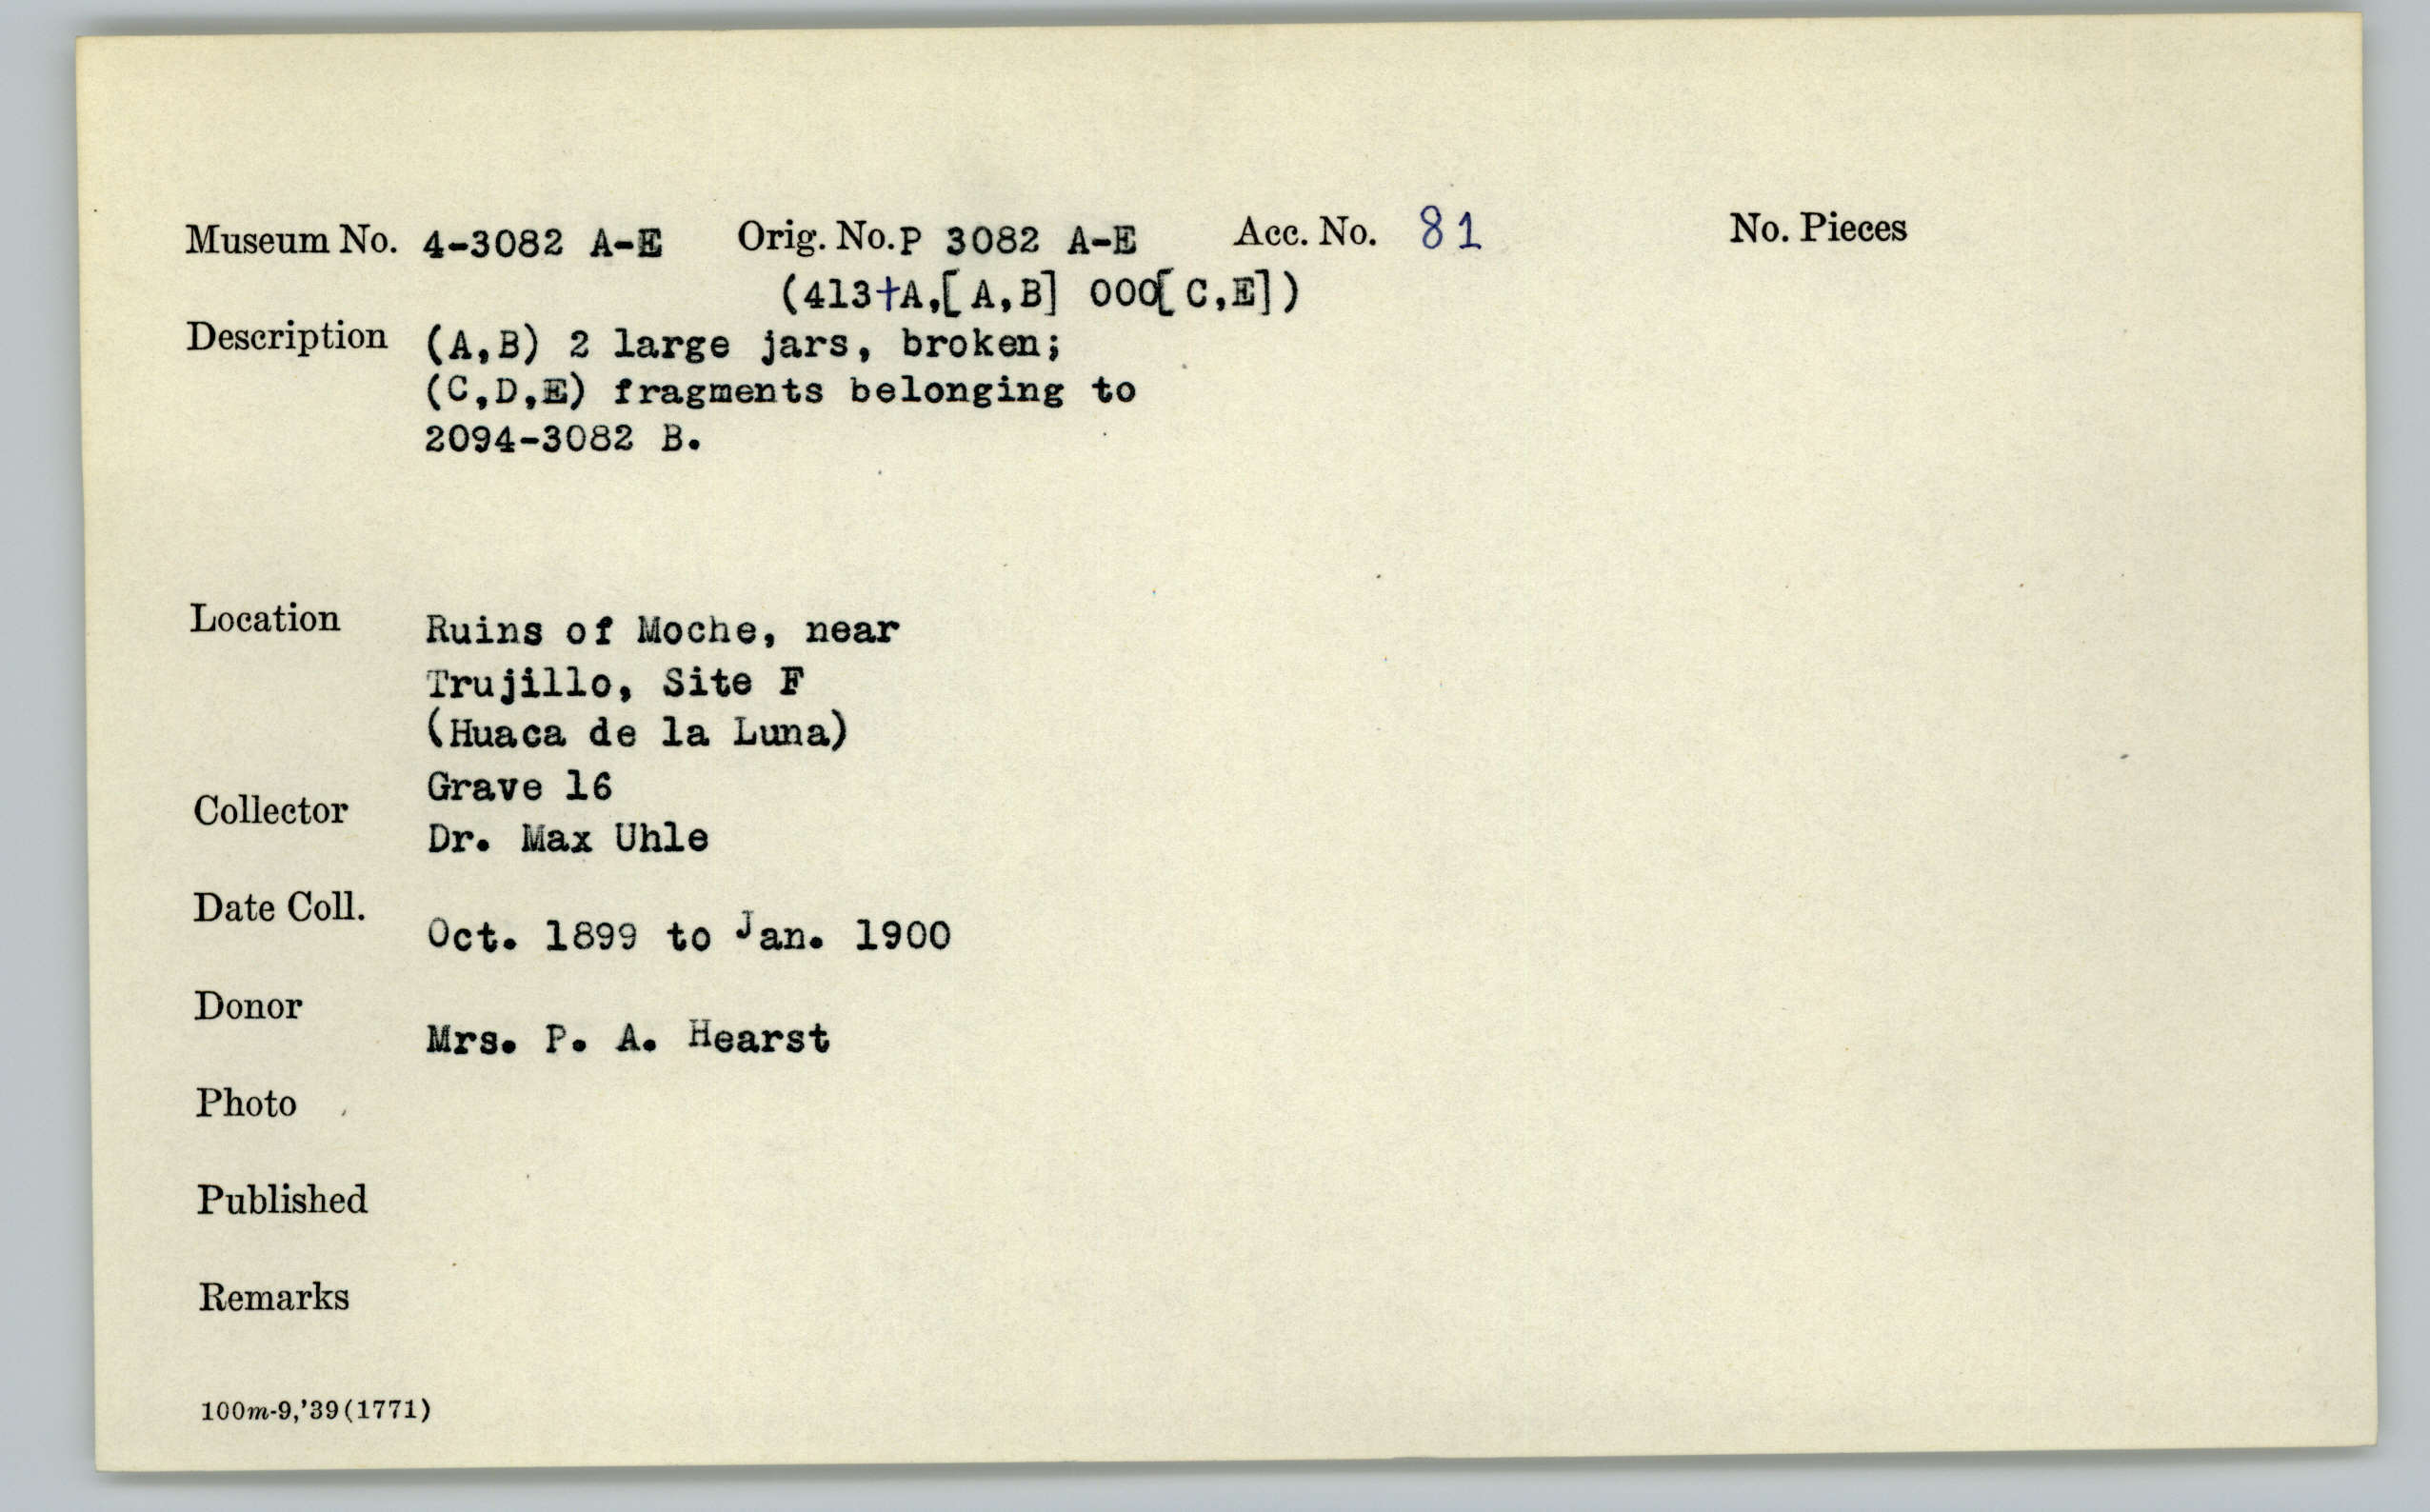 Museum No. 4-3082 A-E Orig. No. P 3082 A-E Acc. No. 81 No. Pieces
(413†A,[A,B] 000[C,E])
Description (A,B) 2 large jars, broken;
(C,D,E) fragments belonging to
2094-3082 B.
Location Ruins of Moche, near
Trujillo, Site F
(Huaca de la Luna)
Grave 16
Collector Dr. Max Uhle
Date Coll. Oct. 1899 to Jan. 1900
Donor Mrs. P. A. Hearst
Photo
Published
Remarks
100m-9,'39(1771)